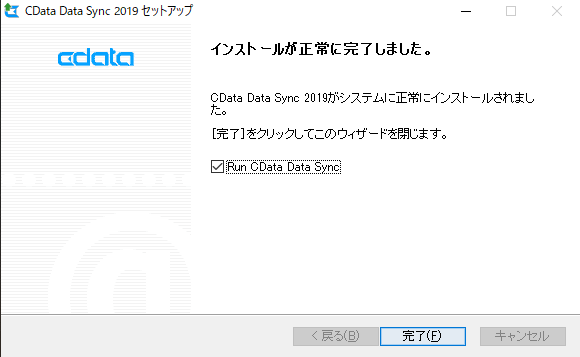 CData Data Sync 2019 セットアップ
cdata
インストールが正常に完了しました。
CData Data Sync 2019がシステムに正常にインストールされまし
た。
[完了]をクリックしてこのウィザードを閉じます。
Run CData Data Sync
@
< 戻る(B) 完了(F) キャンセル